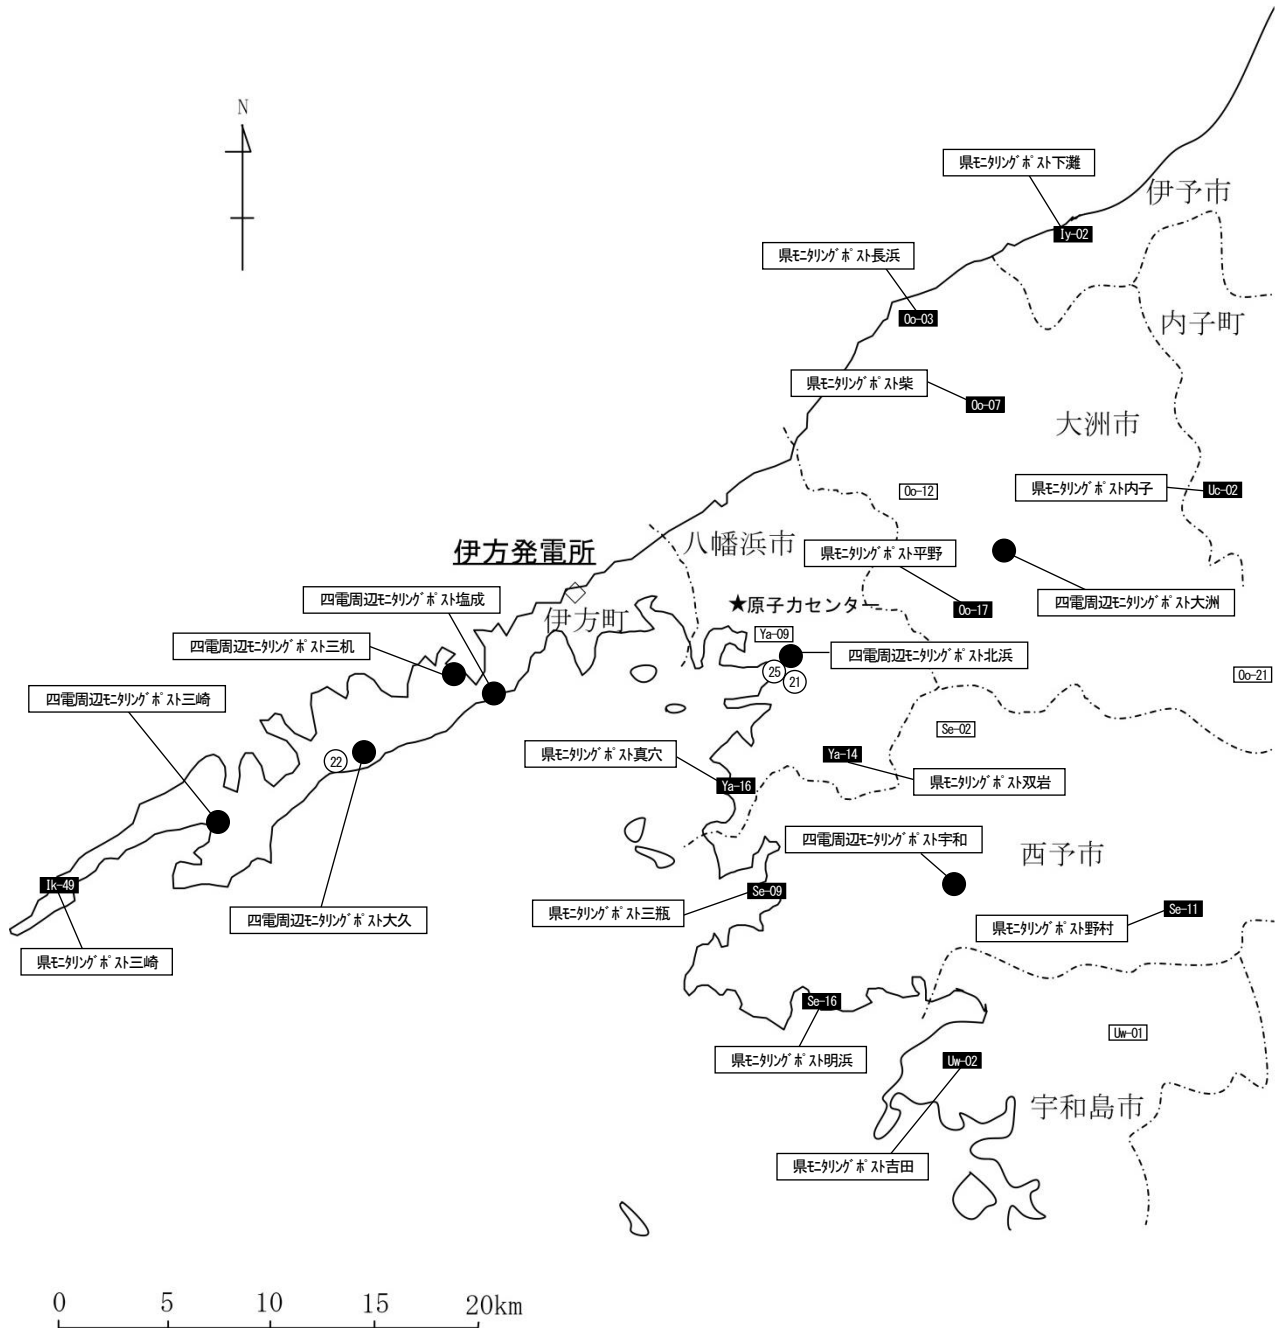 N
県モニタリングポスト下灘
伊予市
Iy-02
県モニタリングポスト長浜
Oo-03
内子町
県モニタリングポスト柴
Oo-07
大洲市
県モニタリングポスト内子
Uc-02
Oo-12
伊方発電所
八幡浜市
県モニタリングポスト平野
四電周辺モニタリングポスト塩成
四電周辺モニタリングポスト大洲
★原子力センター
Oo-17
伊方町
Ya-09
四電周辺モニタリングポスト三机
四電周辺モニタリングポスト北浜
25
21
Oo-21
四電周辺モニタリングポスト三崎
Se-02
22
県モニタリングポスト真穴
Ya-14
Ya-16
県モニタリングポスト双岩
四電周辺モニタリングポスト宇和
西予市
Ik-49
Se-09
県モニタリングポスト三瓶
Se-11
四電周辺モニタリングポスト大久
県モニタリングポスト野村
県モニタリングポスト三崎
Se-16
Uw-01
県モニタリングポスト明浜
Uw-02
宇和島市
県モニタリングポスト吉田
0 5 10 15 20km